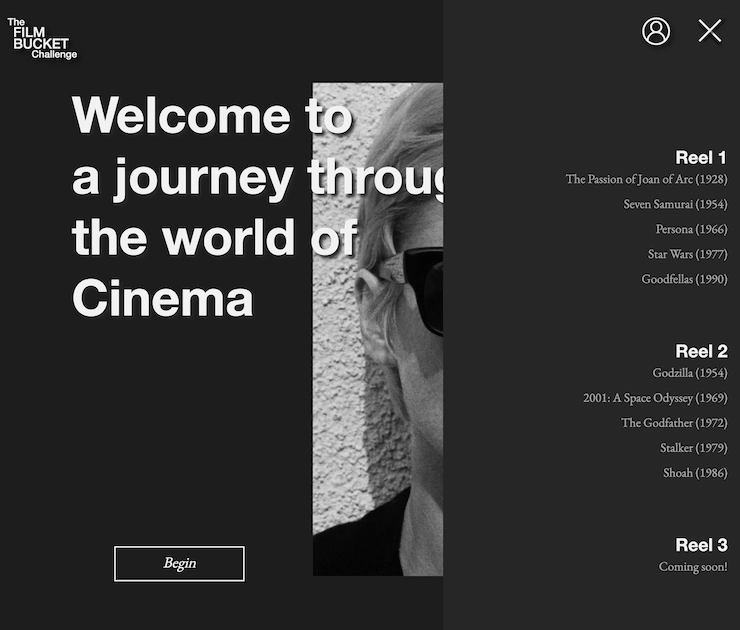 The
FILM
BUCKET
Challenge
Welcome to
a journey throug
the world of
Cinema
Begin
Reel 1
The Passion of Joan of Arc (1928)
Seven Samurai (1954)
Persona (1966)
Star Wars (1977)
Goodfellas (1990)
Reel 2
Godzilla (1954)
2001: A Space Odyssey (1969)
The Godfather (1972)
Stalker (1979)
Shoah (1986)
Reel 3
Coming soon!